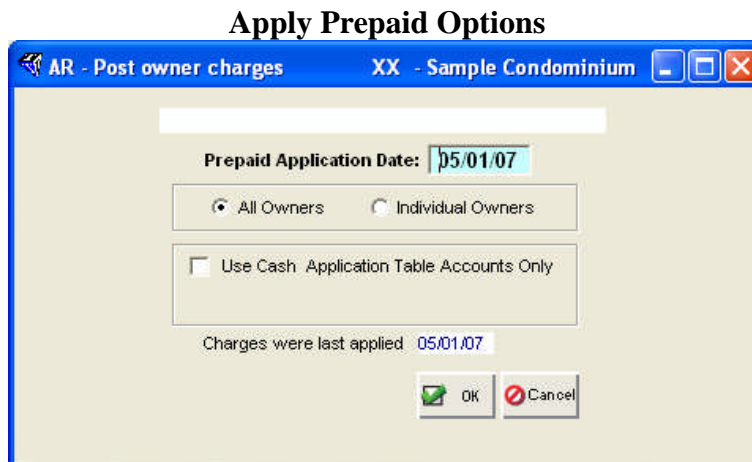 Apply Prepaid Options
AR - Post owner charges XX - Sample Condominium
Prepaid Application Date: 05/01/07
All Owners Individual Owners
Use Cash Application Table Accounts Only
Charges were last applied 05/01/07
OK Cancel